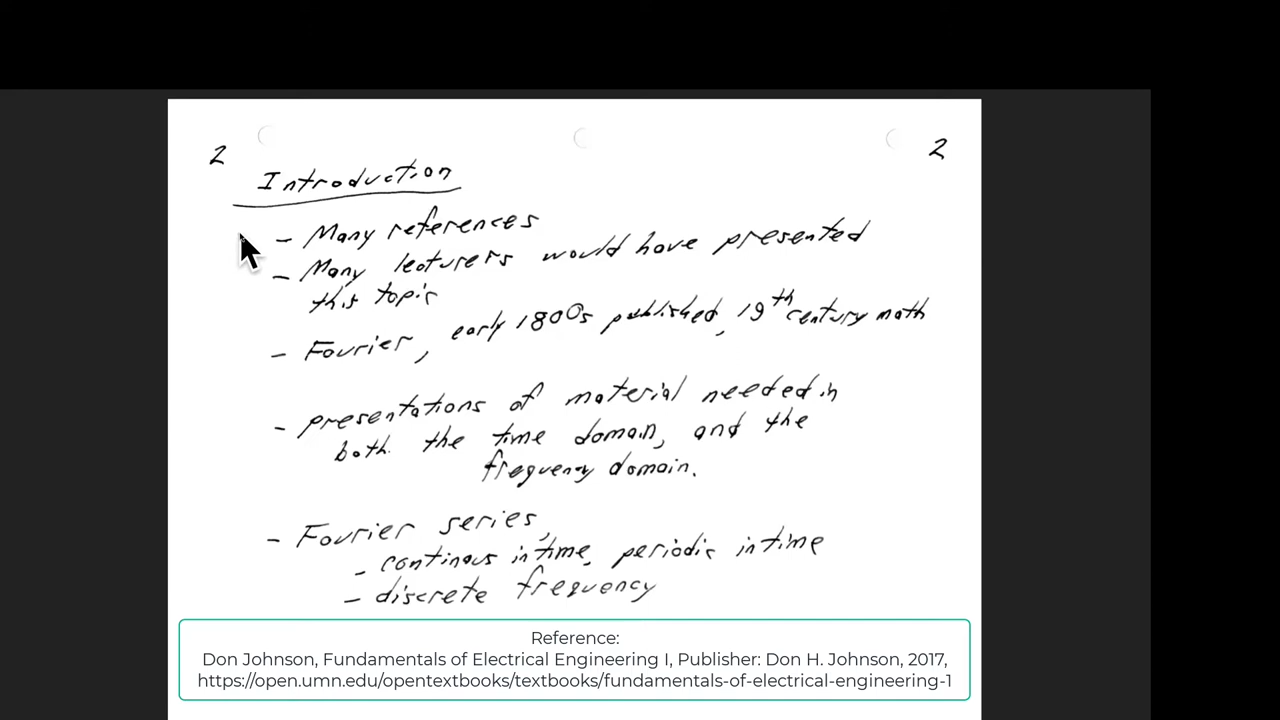 2 2
Introduction
- Many references
- Many lecturers would have presented
this topic
- Fourier, early 1800s published, 19th century math
- presentations of material needed in
both the time domain, and the
frequency domain.
- Fourier series,
- continous in time, periodic in time
- discrete frequency
Reference:
Don Johnson, Fundamentals of Electrical Engineering I, Publisher: Don H. Johnson, 2017,
https://open.umn.edu/opentextbooks/textbooks/fundamentals-of-electrical-engineering-1